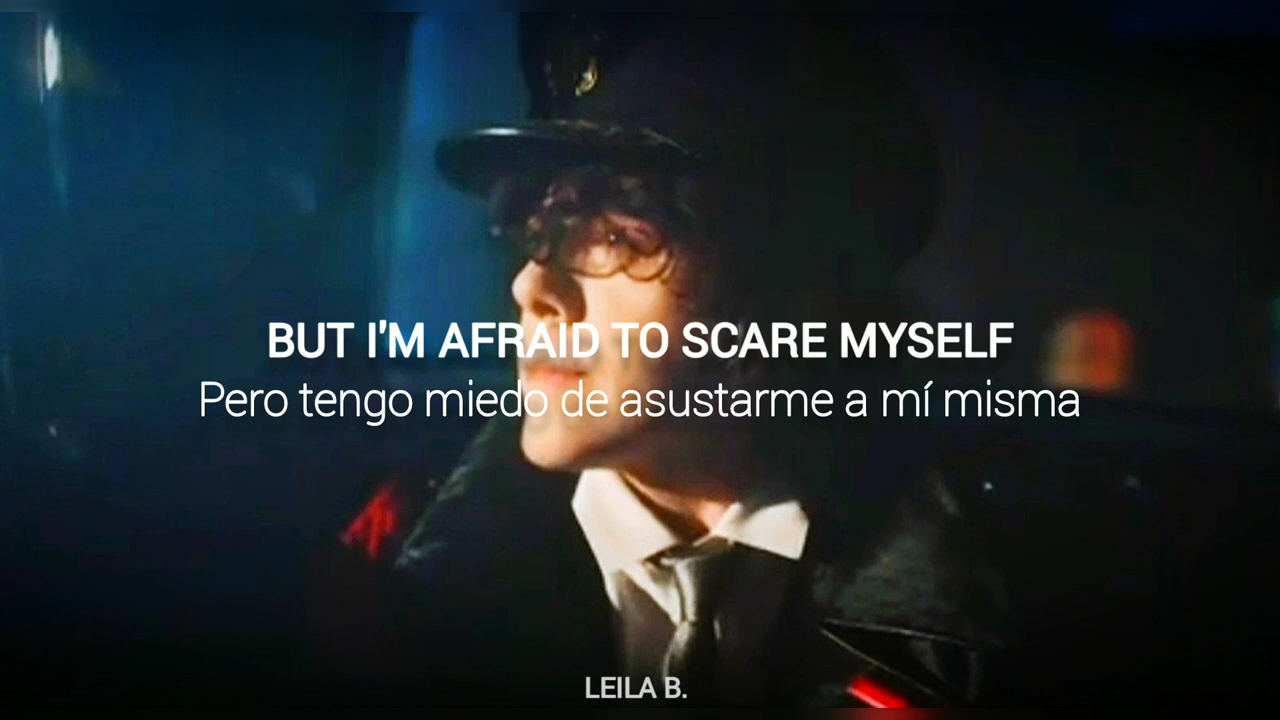 BUT I'M AFRAID TO SCARE MYSELF
Pero tengo miedo de asustarme a mí misma
LEILA B.